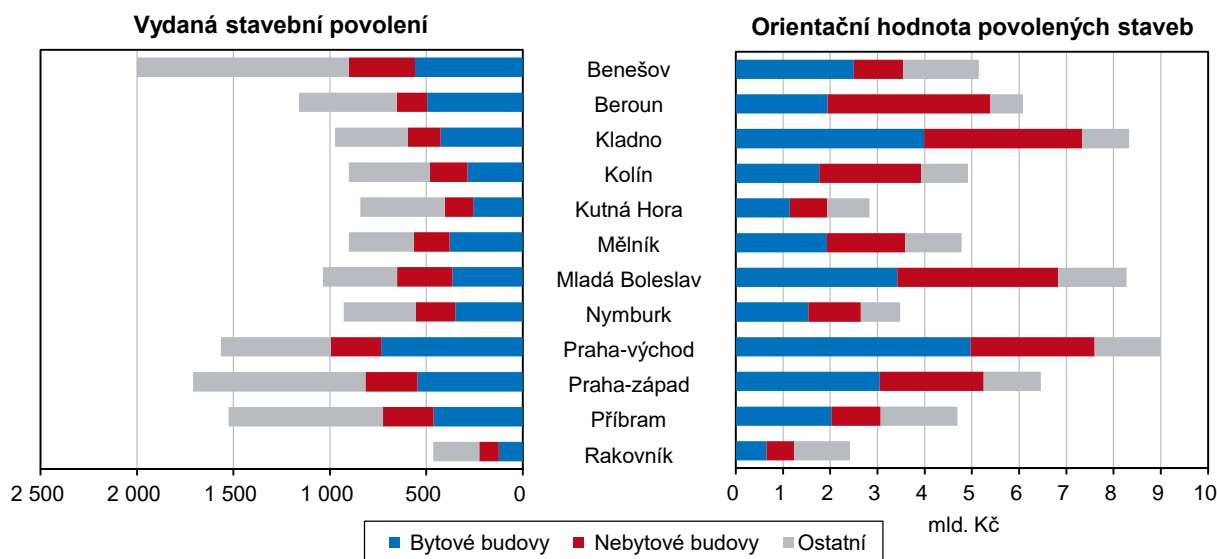 Vydaná stavební povolení
Orientační hodnota povolených staveb
Benešov
Beroun
Kladno
Kolín
Kutná Hora
Mělník
Mladá Boleslav
Nymburk
Praha-východ
Praha-západ
Příbram
Rakovník
2 500 2 000 1 500 1 000 500 0
0 1 2 3 4 5 6 7 8 9 10
mld. Kč
Bytové budovy Nebytové budovy Ostatní